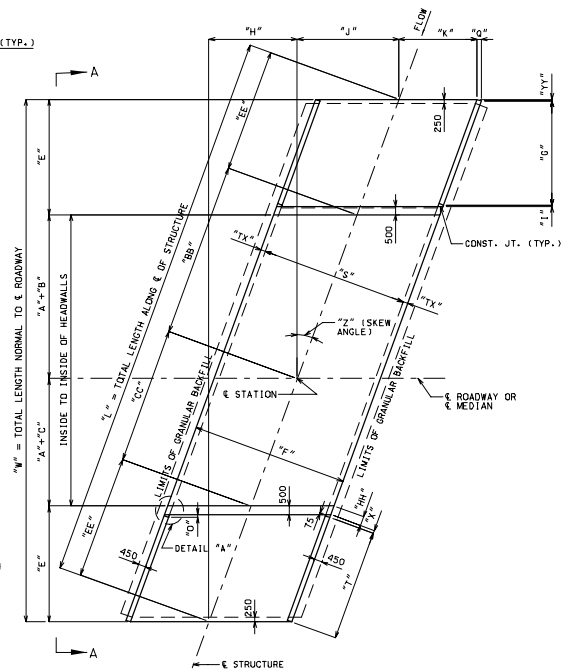 (TYP.)
"H"
"J"
FLOW
"K"
"Q"
A
"YY"
250
"EE"
"E"
"G"
"I"
500
CONST. JT. (TYP.)
"TX"
"S"
"TX"
"BB"
"W" = TOTAL LENGTH NORMAL TO ℄ ROADWAY
"A"+"B"
INSIDE TO INSIDE OF HEADWALLS
"L" = TOTAL LENGTH ALONG ℄ OF STRUCTURE
"Z" (SKEW
ANGLE)
LIMITS OF GRANULAR BACKFILL
℄ STATION
℄ ROADWAY OR
℄ MEDIAN
LIMITS OF GRANULAR BACKFILL
"CC"
"A"+"C"
"F"
500
"HH"
"X"
75
"O"
DETAIL "A"
"EE"
"E"
450
450
"T"
250
A
℄ STRUCTURE